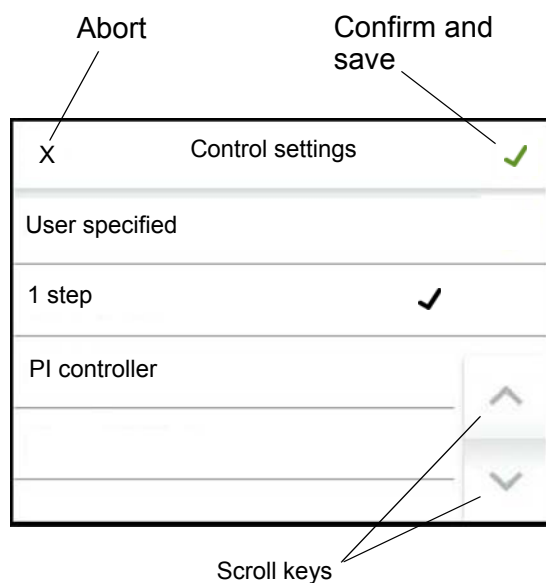 Abort
Confirm and
save
X
Control settings
User specified
1 step
PI controller
Scroll keys